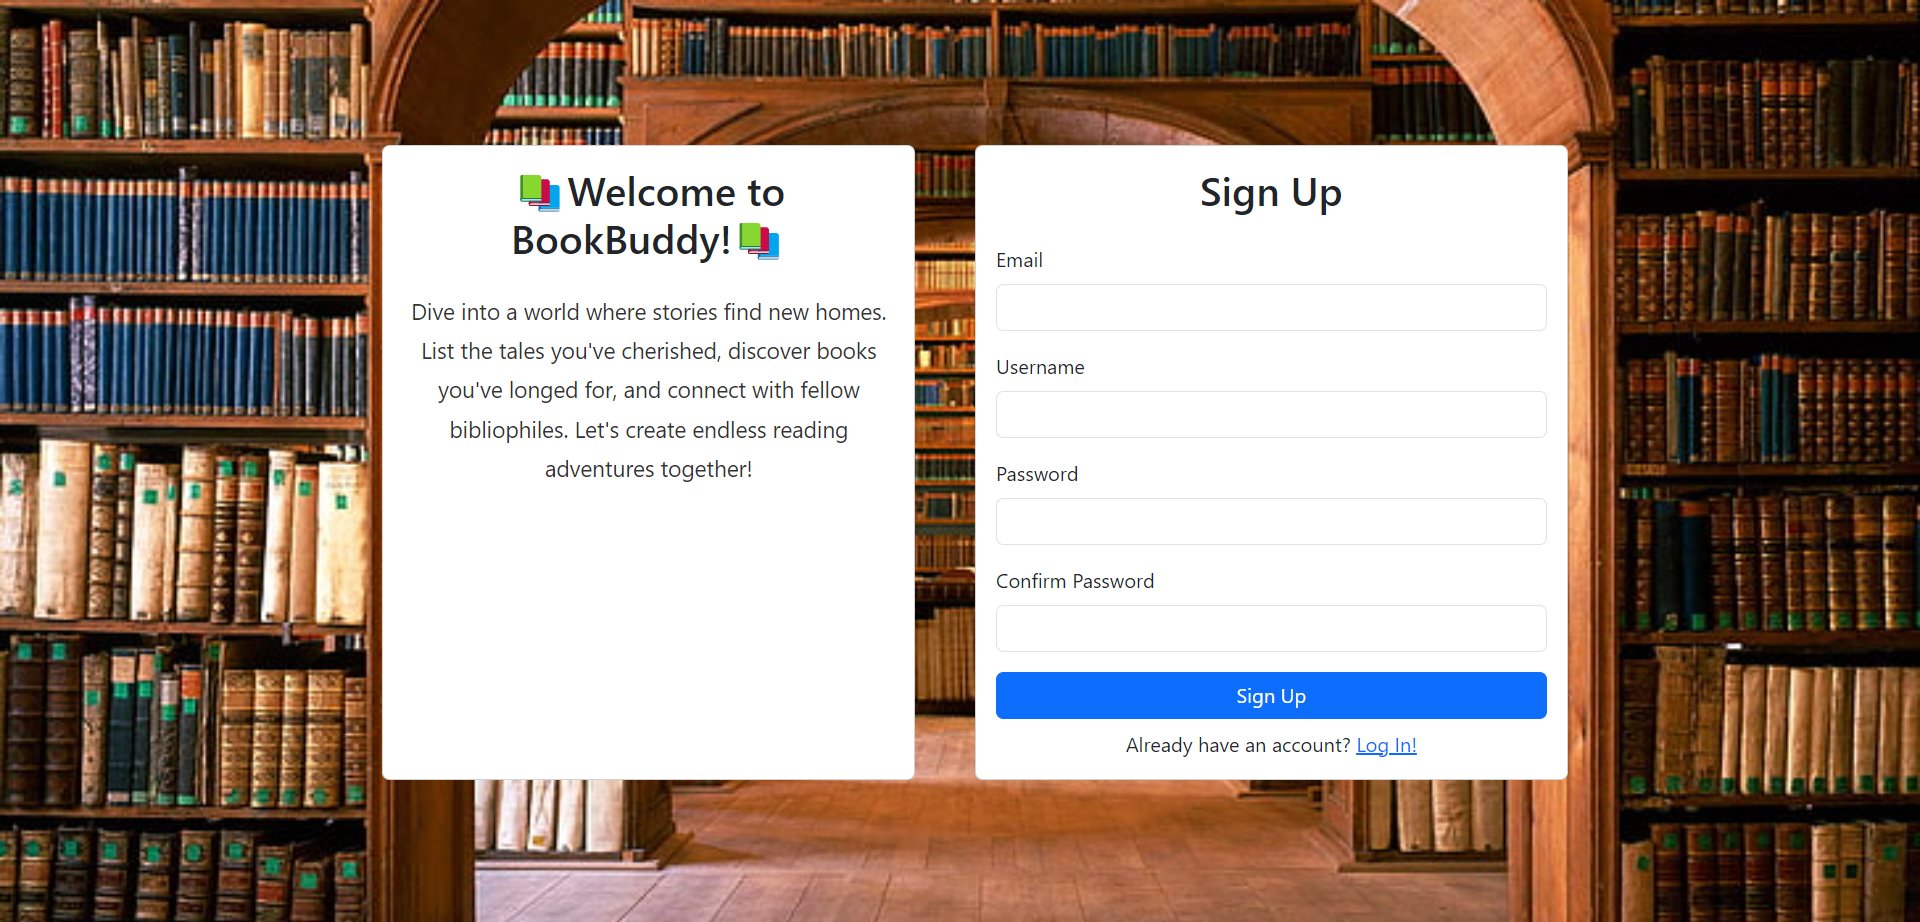 📚Welcome to
BookBuddy!📚
Dive into a world where stories find new homes.
List the tales you've cherished, discover books
you've longed for, and connect with fellow
bibliophiles. Let's create endless reading
adventures together!
Sign Up
Email
Username
Password
Confirm Password
Sign Up
Already have an account? Log In!